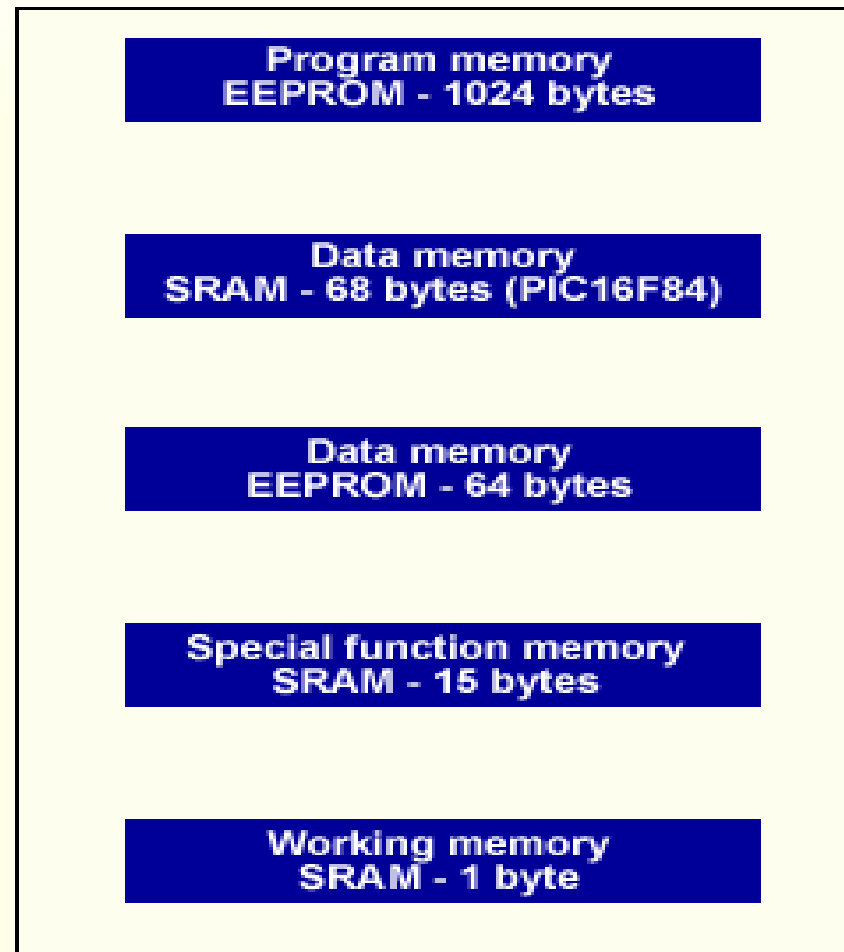 Program memory
EEPROM - 1024 bytes
Data memory
SRAM - 68 bytes (PIC16F84)
Data memory
EEPROM - 64 bytes
Special function memory
SRAM - 15 bytes
Working memory
SRAM - 1 byte